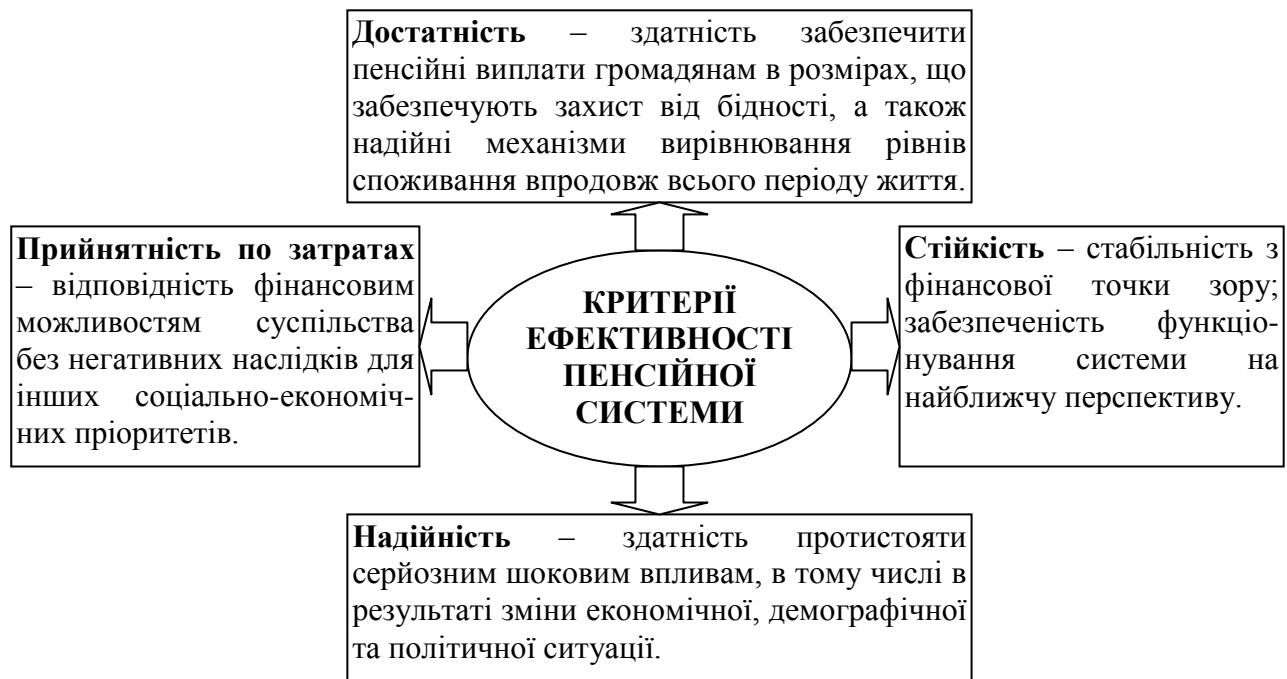 Достатність – здатність забезпечити
пенсійні виплати громадянам в розмірах, що
забезпечують захист від бідності, а також
надійні механізми вирівнювання рівнів
споживання впродовж всього періоду життя.
Прийнятність по затратах
– відповідність фінансовим
можливостям суспільства
без негативних наслідків для
інших соціально-економіч-
них пріоритетів.
КРИТЕРІЇ
ЕФЕКТИВНОСТІ
ПЕНСІЙНОЇ
СИСТЕМИ
Стійкість – стабільність з
фінансової точки зору;
забезпеченість функціо-
нування системи на
найближчу перспективу.
Надійність – здатність протистояти
серйозним шоковим впливам, в тому числі в
результаті зміни економічної, демографічної
та політичної ситуації.